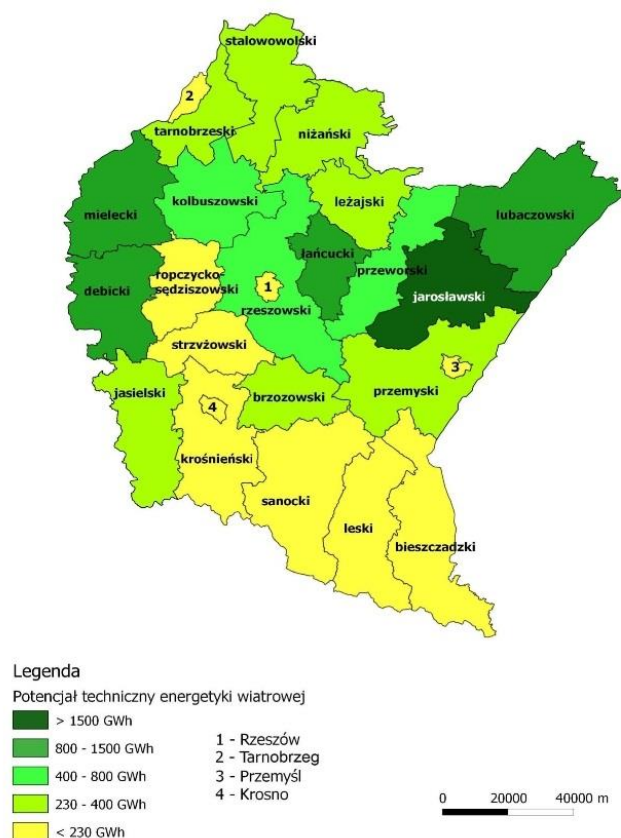 stalowowolski
2
tarnobrzeski
niżański
kolbuszowski
leżajski
mielecki
lubaczowski
łańcucki
ropczycko-
sędziszowski
przeworski
debicki
1
jarosławski
rzeszowski
strzyżowski
3
jasielski
brzozowski
przemyski
4
krośnieński
sanocki
leski
bieszczadzki
Legenda
Potencjał techniczny energetyki wiatrowej
> 1500 GWh
800 - 1500 GWh
400 - 800 GWh
230 - 400 GWh
< 230 GWh
1 - Rzeszów
2 - Tarnobrzeg
3 - Przemyśl
4 - Krosno
0 20000 40000 m